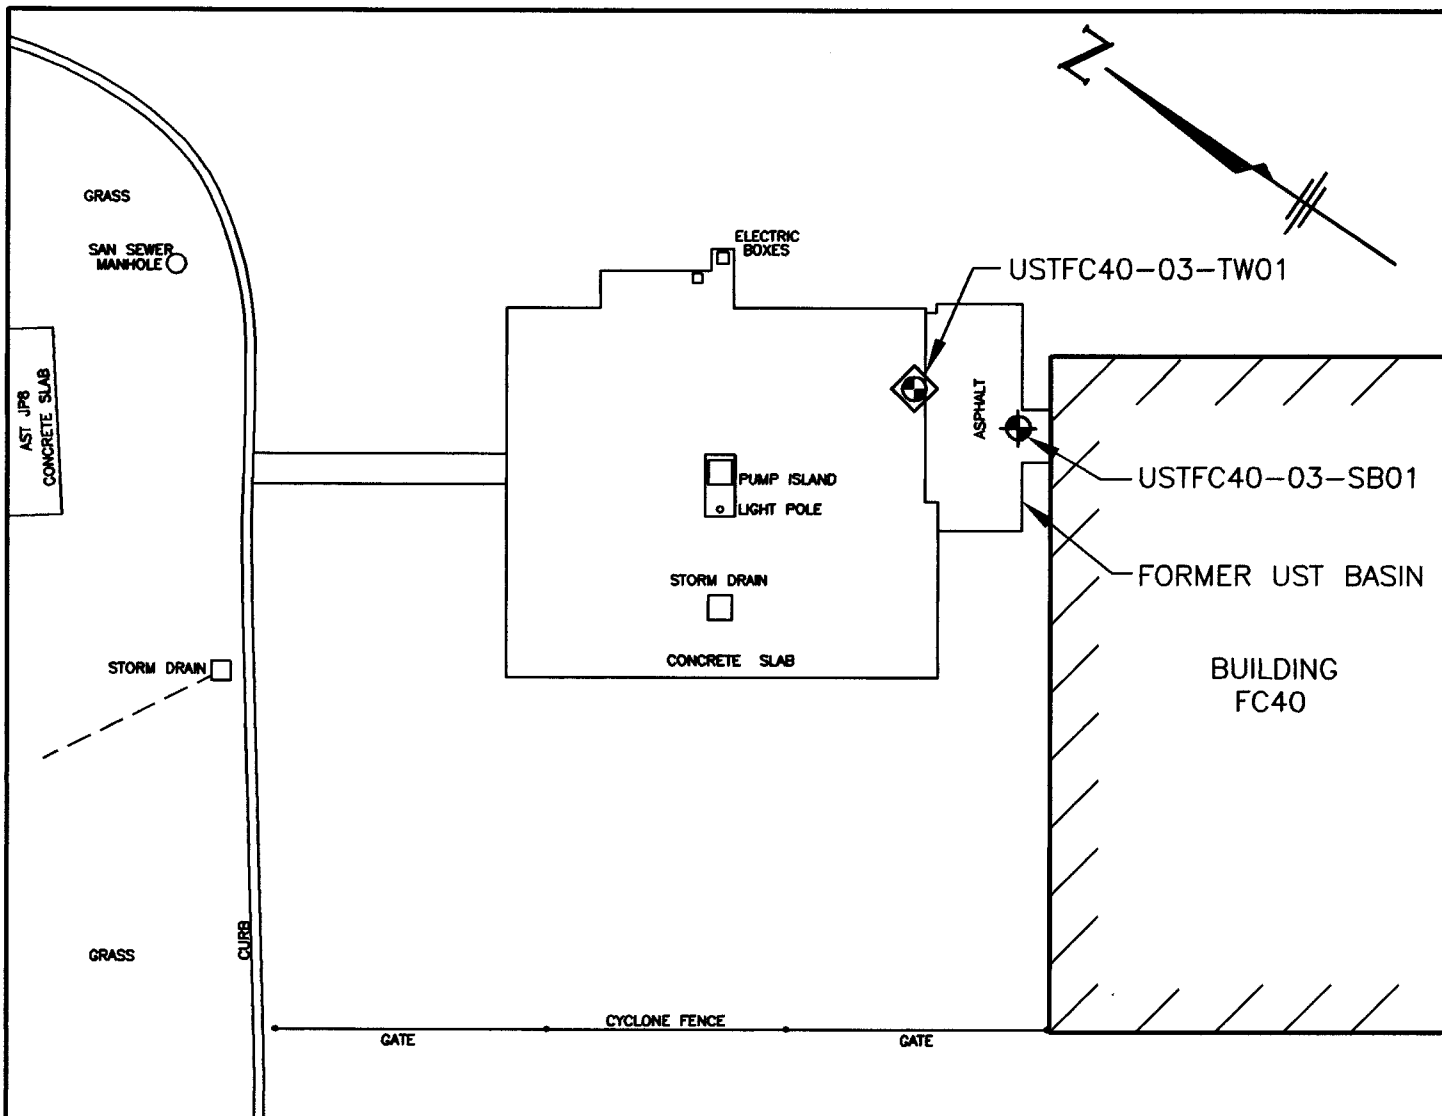 N
GRASS
SAN SEWER
MANHOLE
ELECTRIC
BOXES
USTFC40-03-TW01
AST JP8
CONCRETE SLAB
ASPHALT
PUMP ISLAND
LIGHT POLE
USTFC40-03-SB01
STORM DRAIN
FORMER UST BASIN
CONCRETE SLAB
STORM DRAIN
BUILDING
FC40
GRASS
CURB
CYCLONE FENCE
GATE
GATE